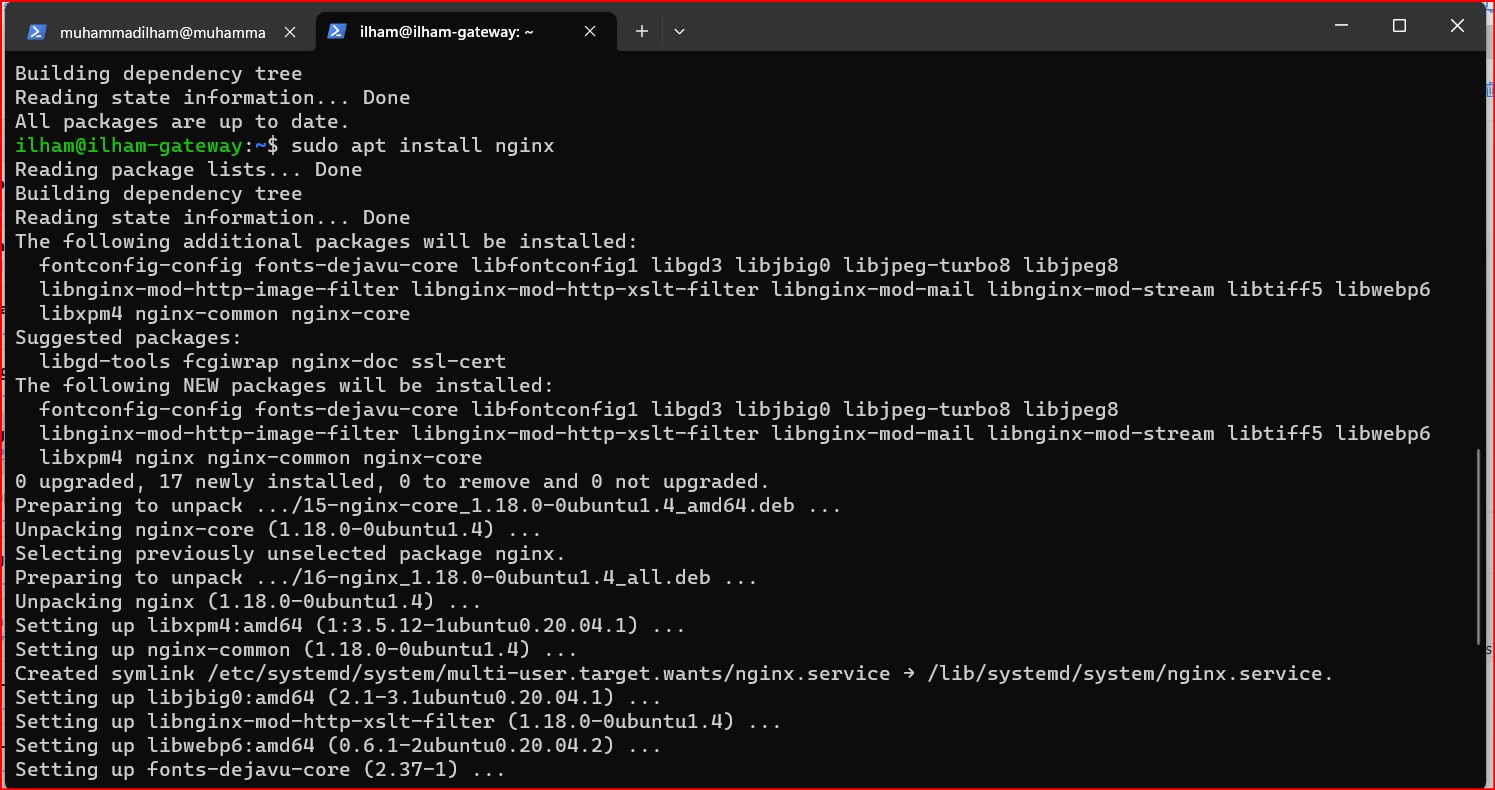 muhammadilham@muhamma
ilham@ilham-gateway: ~
Building dependency tree
Reading state information... Done
All packages are up to date.
ilham@ilham-gateway:~$ sudo apt install nginx
Reading package lists... Done
Building dependency tree
Reading state information... Done
The following additional packages will be installed:
  fontconfig-config fonts-dejavu-core libfontconfig1 libgd3 libjbig0 libjpeg-turbo8 libjpeg8
  libnginx-mod-http-image-filter libnginx-mod-http-xslt-filter libnginx-mod-mail libnginx-mod-stream libtiff5 libwebp6
  libxpm4 nginx-common nginx-core
Suggested packages:
  libgd-tools fcgiwrap nginx-doc ssl-cert
The following NEW packages will be installed:
  fontconfig-config fonts-dejavu-core libfontconfig1 libgd3 libjbig0 libjpeg-turbo8 libjpeg8
  libnginx-mod-http-image-filter libnginx-mod-http-xslt-filter libnginx-mod-mail libnginx-mod-stream libtiff5 libwebp6
  libxpm4 nginx nginx-common nginx-core
0 upgraded, 17 newly installed, 0 to remove and 0 not upgraded.
Preparing to unpack .../15-nginx-core_1.18.0-0ubuntu1.4_amd64.deb ...
Unpacking nginx-core (1.18.0-0ubuntu1.4) ...
Selecting previously unselected package nginx.
Preparing to unpack .../16-nginx_1.18.0-0ubuntu1.4_all.deb ...
Unpacking nginx (1.18.0-0ubuntu1.4) ...
Setting up libxpm4:amd64 (1:3.5.12-1ubuntu0.20.04.1) ...
Setting up nginx-common (1.18.0-0ubuntu1.4) ...
Created symlink /etc/systemd/system/multi-user.target.wants/nginx.service → /lib/systemd/system/nginx.service.
Setting up libjbig0:amd64 (2.1-3.1ubuntu0.20.04.1) ...
Setting up libnginx-mod-http-xslt-filter (1.18.0-0ubuntu1.4) ...
Setting up libwebp6:amd64 (0.6.1-2ubuntu0.20.04.2) ...
Setting up fonts-dejavu-core (2.37-1) ...